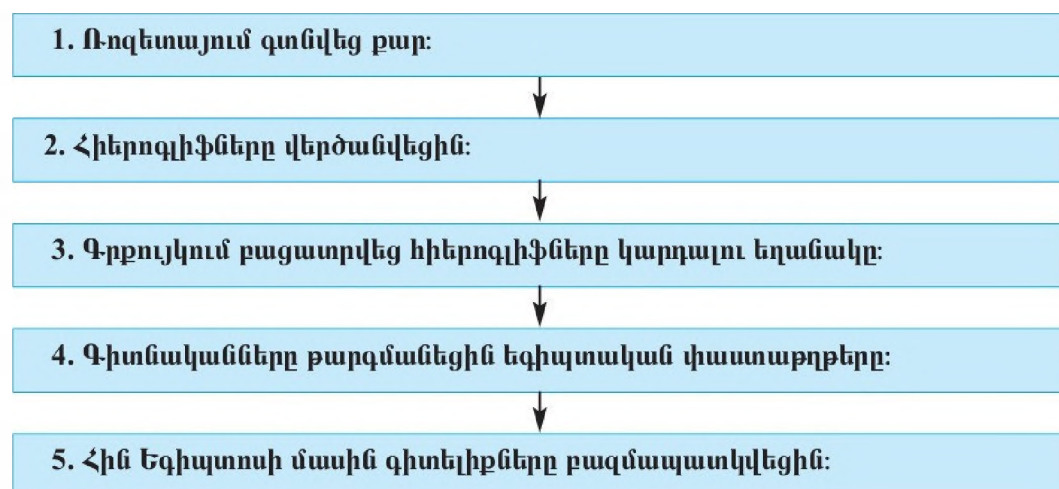 1. Ռոզետայում գտնվեց քար։
2. Հիերոգլիֆները վերծանվեցին։
3. Գրքույկում բացատրվեց հիերոգլիֆները կարդալու եղանակը։
4. Գիտնականները թարգմանեցին եգիպտական փաստաթղթերը։
5. Հին Եգիպտոսի մասին գիտելիքները բազմապատկվեցին։